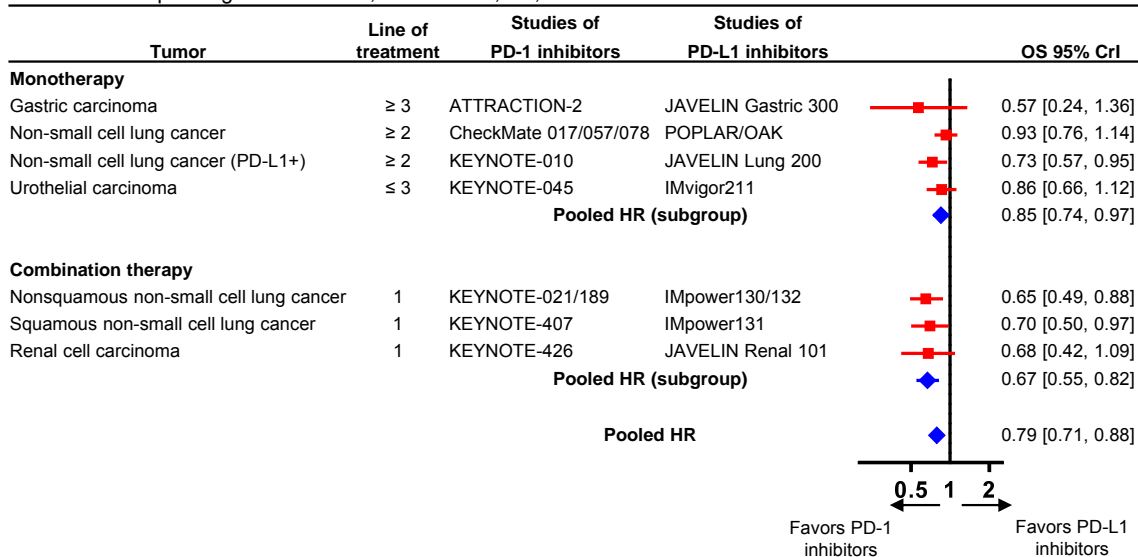 Tumor Line of treatment Studies of PD-1 inhibitors Studies of PD-L1 inhibitors OS 95% CrI
Monotherapy
Gastric carcinoma ≥ 3 ATTRACTION-2 JAVELIN Gastric 300 0.57 [0.24, 1.36]
Non-small cell lung cancer ≥ 2 CheckMate 017/057/078 POPLAR/OAK 0.93 [0.76, 1.14]
Non-small cell lung cancer (PD-L1+) ≥ 2 KEYNOTE-010 JAVELIN Lung 200 0.73 [0.57, 0.95]
Urothelial carcinoma ≤ 3 KEYNOTE-045 IMvigor211 0.86 [0.66, 1.12]
Pooled HR (subgroup) 0.85 [0.74, 0.97]
Combination therapy
Nonsquamous non-small cell lung cancer 1 KEYNOTE-021/189 IMpower130/132 0.65 [0.49, 0.88]
Squamous non-small cell lung cancer 1 KEYNOTE-407 IMpower131 0.70 [0.50, 0.97]
Renal cell carcinoma 1 KEYNOTE-426 JAVELIN Renal 101 0.68 [0.42, 1.09]
Pooled HR (subgroup) 0.67 [0.55, 0.82]
Pooled HR 0.79 [0.71, 0.88]
0.5 1 2
Favors PD-1 inhibitors Favors PD-L1 inhibitors